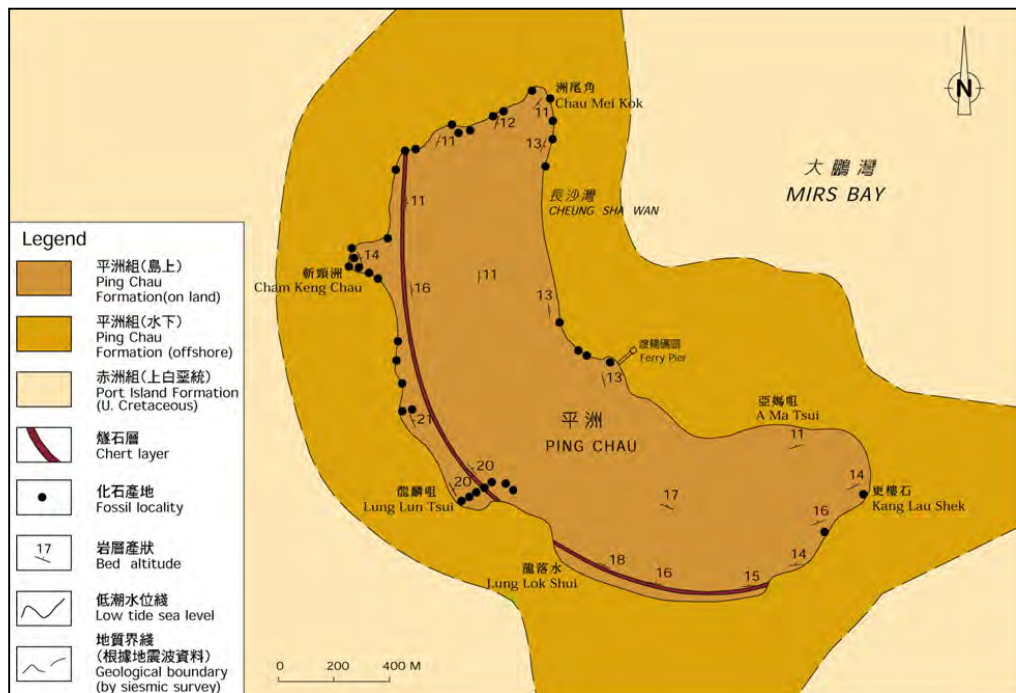 洲尾角
Chau Mei Kok
11
12
11
13
N
大鵬灣
MIRS BAY
長沙灣
CHEUNG SHA WAN
11
14
斬頸洲
Cham Keng Chau
16
11
13
渡輪碼頭
Ferry Pier
13
平洲
PING CHAU
亞媽咀
A Ma Tsui
11
21
20
20
龍鱗咀
Lung Lun Tsui
17
14
更樓石
Kang Lau Shek
16
14
龍落水
Lung Lok Shui
18
16
15
0 200 400 M
Legend
平洲組(島上)
Ping Chau
Formation(on land)
平洲組(水下)
Ping Chau
Formation (offshore)
赤洲組(上白堊統)
Port Island Formation
(U. Cretaceous)
燧石層
Chert layer
化石產地
Fossil locality
17
岩層產狀
Bed altitude
低潮水位綫
Low tide sea level
地質界綫
(根據地震波資料)
Geological boundary
(by siesmic survey)